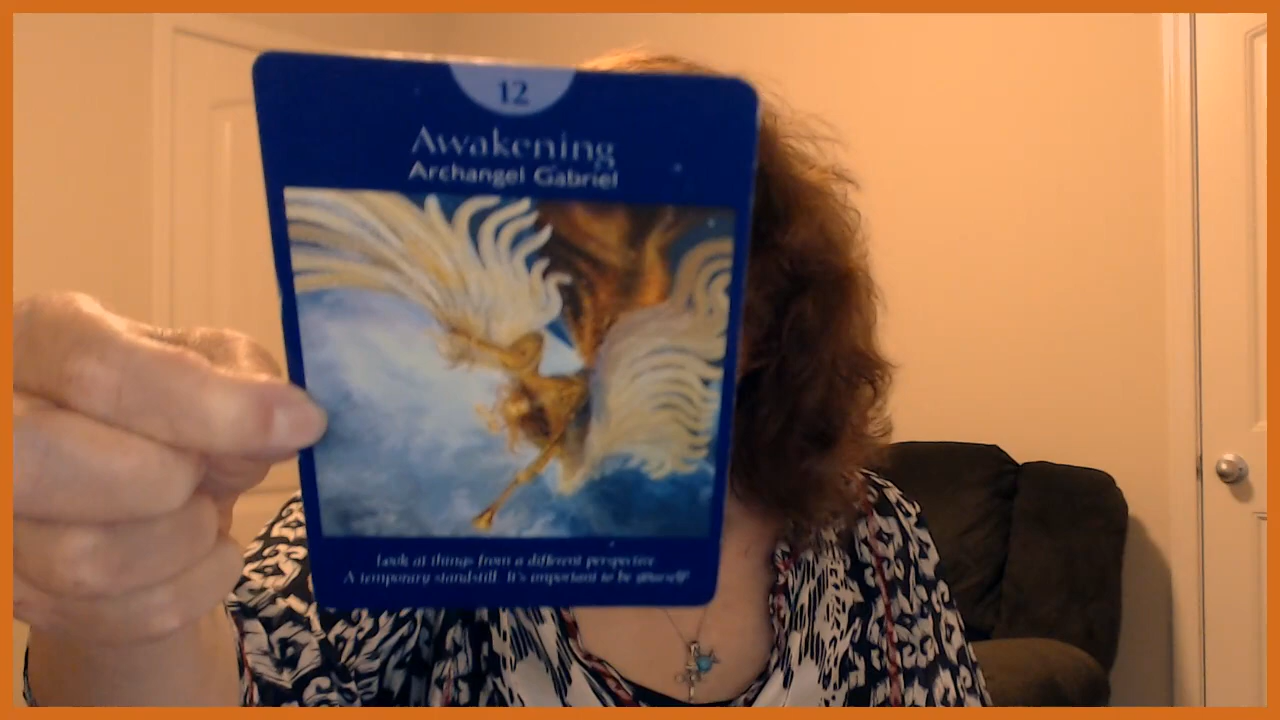 12
Awakening
Archangel Gabriel
Look at things from a different perspective
A temporary standstill. It's important to be yourself